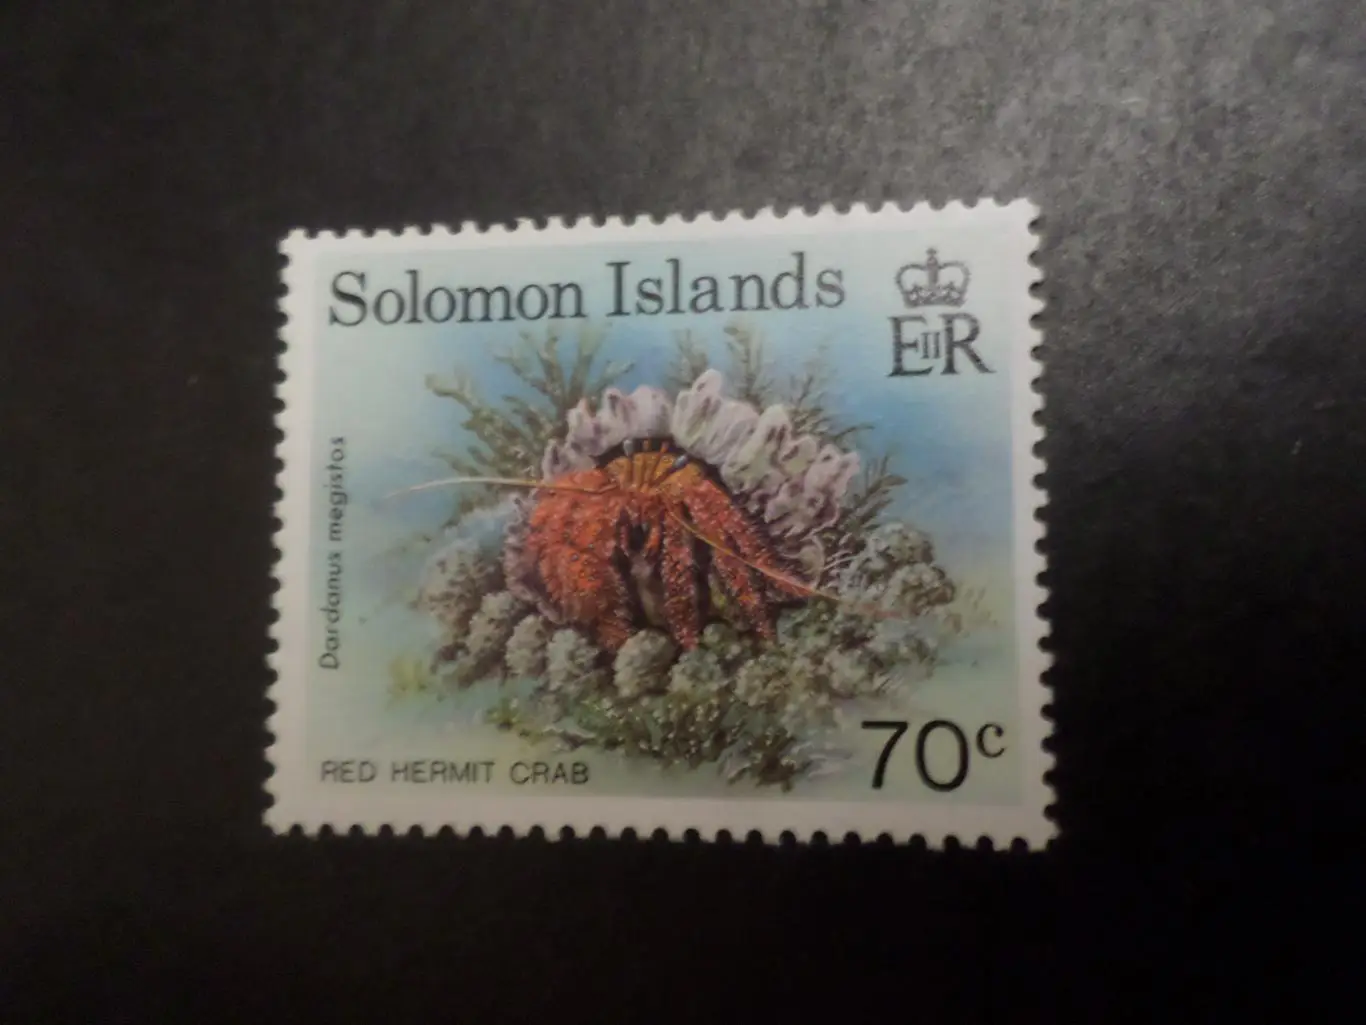 Solomon Islands
EIIR
Dardanus megistos
RED HERMIT CRAB
70c